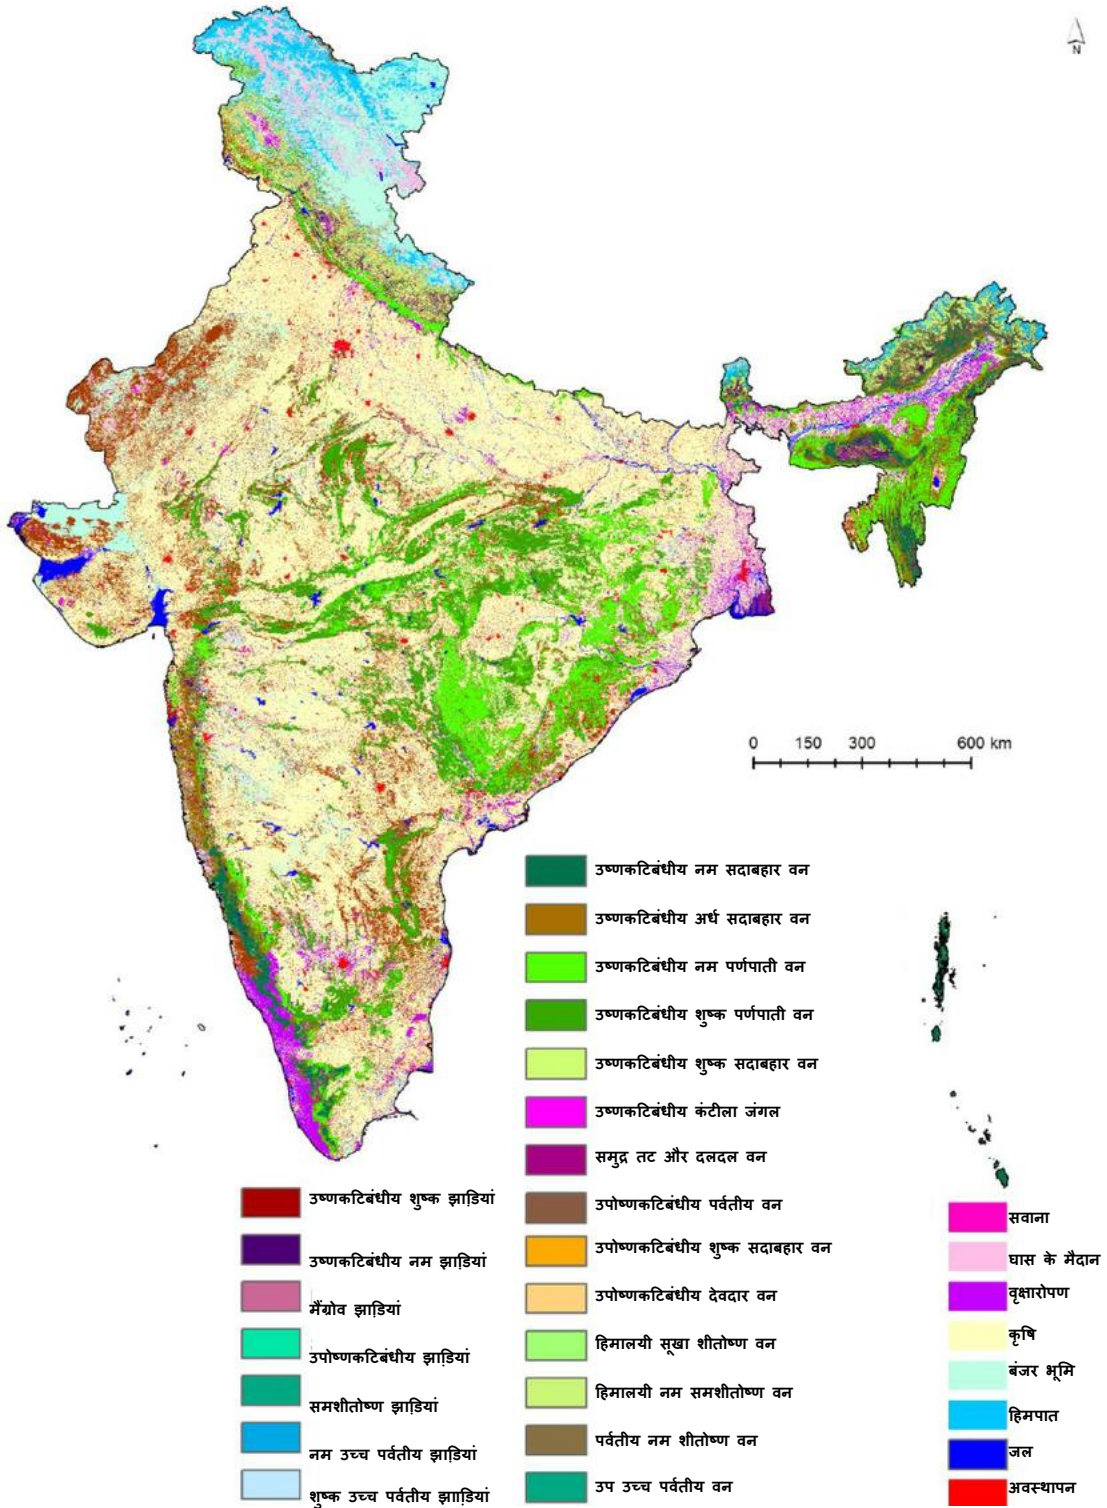 N
0 150 300 600 km
उष्णकटिबंधीय नम सदाबहार वन
उष्णकटिबंधीय अर्ध सदाबहार वन
उष्णकटिबंधीय नम पर्णपाती वन
उष्णकटिबंधीय शुष्क पर्णपाती वन
उष्णकटिबंधीय शुष्क सदाबहार वन
उष्णकटिबंधीय कंटीला जंगल
समुद्र तट और दलदल वन
उपोष्णकटिबंधीय पर्वतीय वन
उपोष्णकटिबंधीय शुष्क सदाबहार वन
उपोष्णकटिबंधीय देवदार वन
हिमालयी सूखा शीतोष्ण वन
हिमालयी नम समशीतोष्ण वन
पर्वतीय नम शीतोष्ण वन
उप उच्च पर्वतीय वन
उष्णकटिबंधीय शुष्क झाडियां
उष्णकटिबंधीय नम झाड़ियां
मैंग्रोव झाडियां
उपोष्णकटिबंधीय झाड़ियां
समशीतोष्ण झाड़ियां
नम उच्च पर्वतीय झाड़ियां
शुष्क उच्च पर्वतीय झााडियां
सवाना
घास के मैदान
वृक्षारोपण
कृषि
बंजर भूमि
हिमपात
जल
अवस्थापन